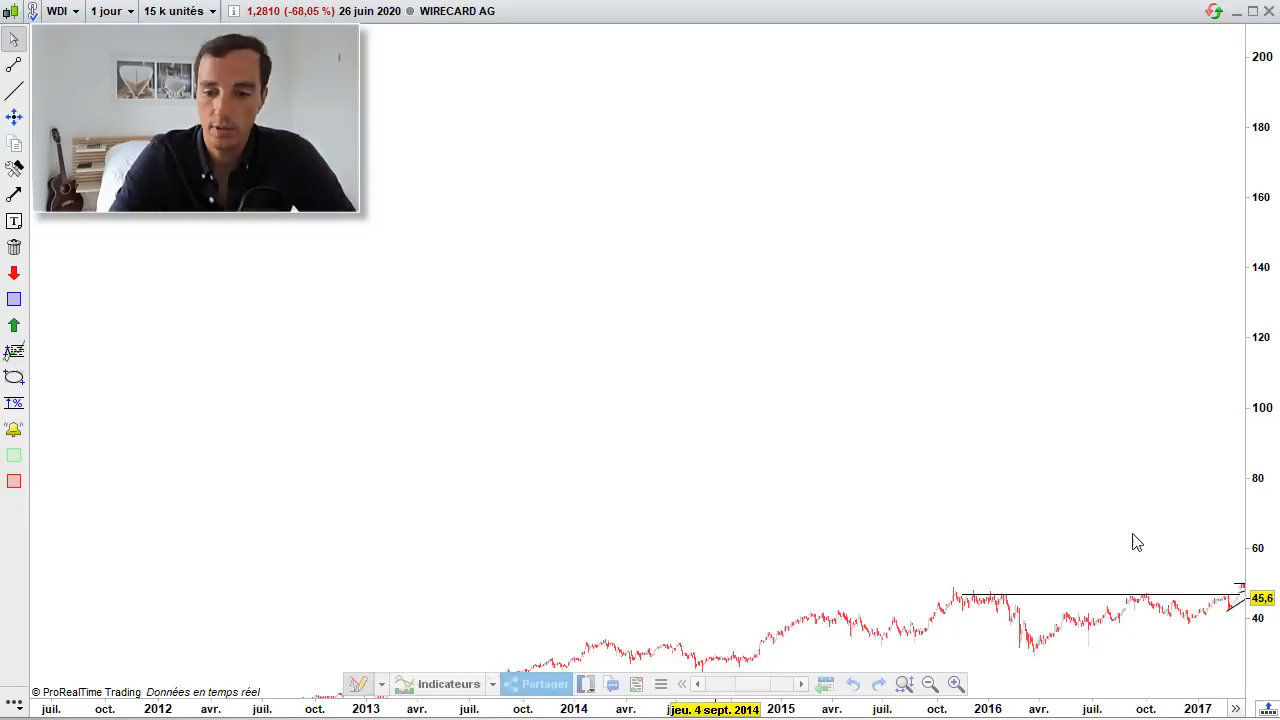 WDI 1 jour 15 k unités 1,2810 (-68,05 %) 26 juin 2020 WIRECARD AG
200
180
160
140
120
100
80
60
45,6
40
Indicateurs Partager
© ProRealTime Trading Données en temps réel
juil. oct. 2012 avr. juil. oct. 2013 avr. juil. oct. 2014 avr. jeu. 4 sept. 2014 2015 avr. juil. oct. 2016 avr. juil. oct. 2017